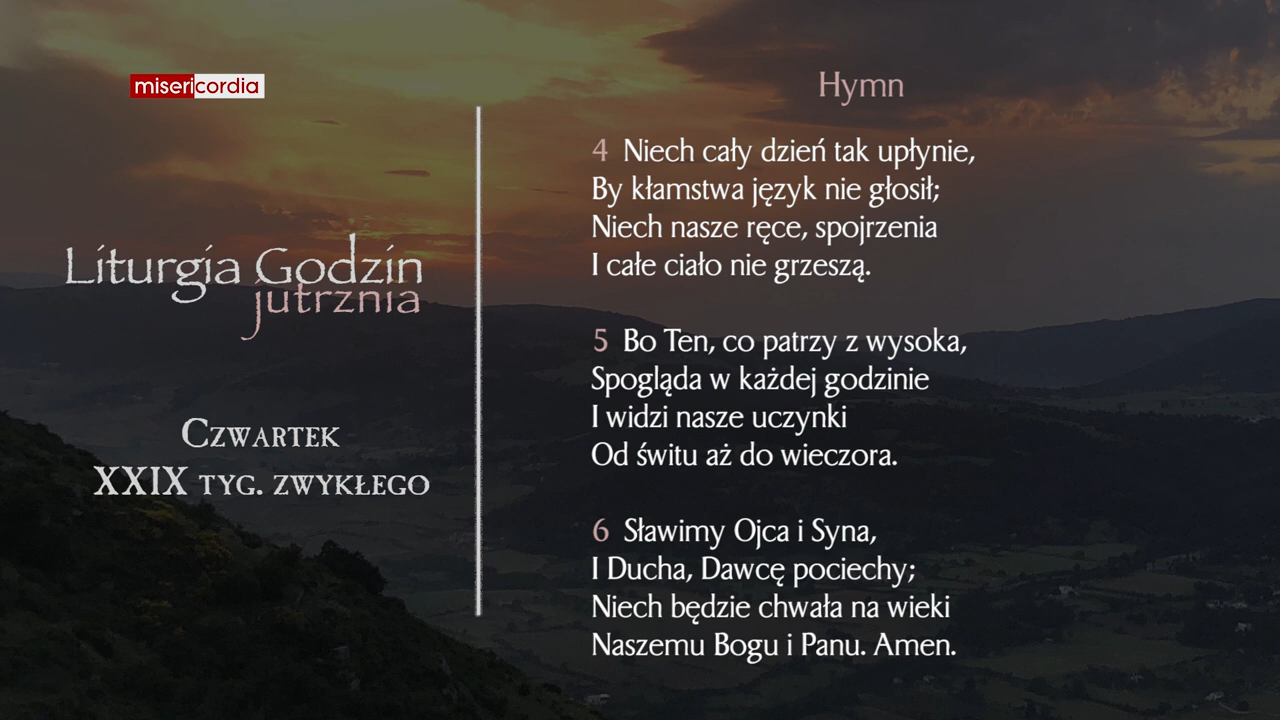 misericordia
Liturgia Godzin
jutrznia
Czwartek
XXIX tyg. zwykłego
Hymn
4 Niech cały dzień tak upłynie,
By kłamstwa język nie głosił;
Niech nasze ręce, spojrzenia
I całe ciało nie grzeszą.
5 Bo Ten, co patrzy z wysoka,
Spogląda w każdej godzinie
I widzi nasze uczynki
Od świtu aż do wieczora.
6 Sławimy Ojca i Syna,
I Ducha, Dawcę pociechy;
Niech będzie chwała na wieki
Naszemu Bogu i Panu. Amen.